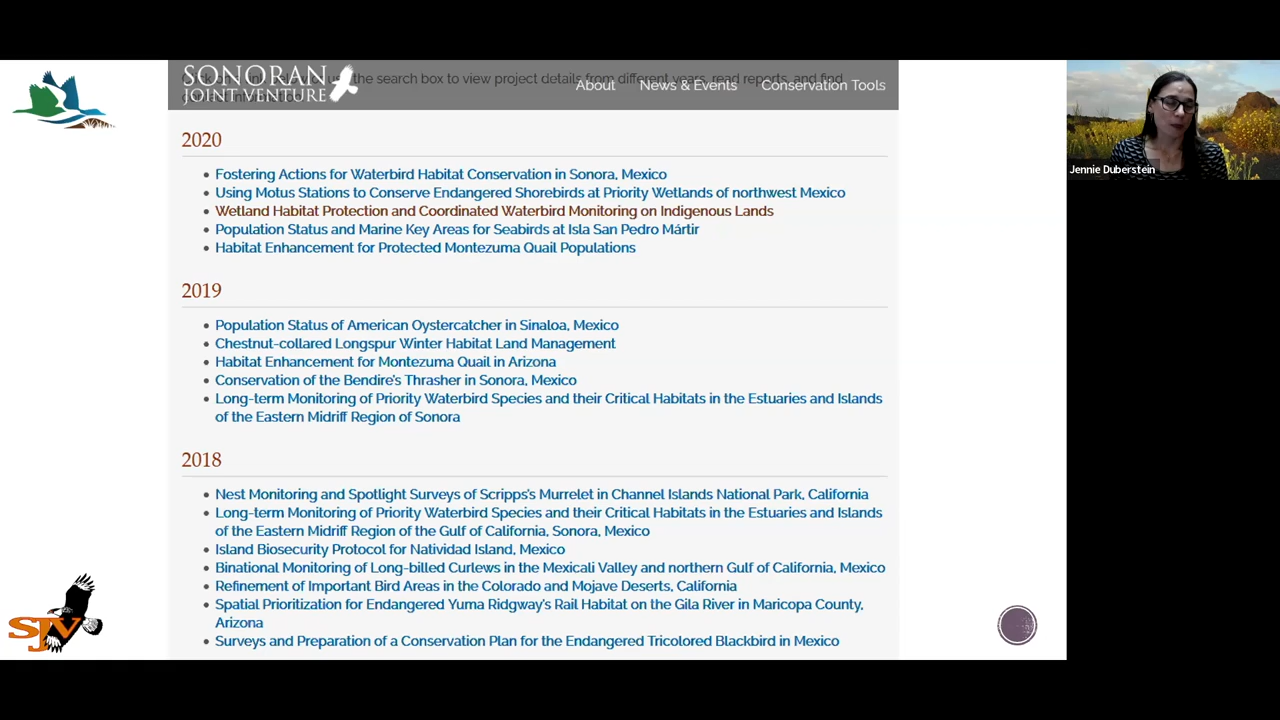 Click on links below or use the search box to view project details from different years, read reports, and find
SONORAN
JOINT VENTURE
About News & Events Conservation Tools
2020
Fostering Actions for Waterbird Habitat Conservation in Sonora, Mexico
Using Motus Stations to Conserve Endangered Shorebirds at Priority Wetlands of northwest Mexico
Wetland Habitat Protection and Coordinated Waterbird Monitoring on Indigenous Lands
Population Status and Marine Key Areas for Seabirds at Isla San Pedro Mártir
Habitat Enhancement for Protected Montezuma Quail Populations
2019
Population Status of American Oystercatcher in Sinaloa, Mexico
Chestnut-collared Longspur Winter Habitat Land Management
Habitat Enhancement for Montezuma Quail in Arizona
Conservation of the Bendire's Thrasher in Sonora, Mexico
Long-term Monitoring of Priority Waterbird Species and their Critical Habitats in the Estuaries and Islands
of the Eastern Midriff Region of Sonora
2018
Nest Monitoring and Spotlight Surveys of Scripps's Murrelet in Channel Islands National Park, California
Long-term Monitoring of Priority Waterbird Species and their Critical Habitats in the Estuaries and Islands
of the Eastern Midriff Region of the Gulf of California, Sonora, Mexico
Island Biosecurity Protocol for Natividad Island, Mexico
Binational Monitoring of Long-billed Curlews in the Mexicali Valley and northern Gulf of California, Mexico
Refinement of Important Bird Areas in the Colorado and Mojave Deserts, California
Spatial Prioritization for Endangered Yuma Ridgway's Rail Habitat on the Gila River in Maricopa County,
Arizona
Surveys and Preparation of a Conservation Plan for the Endangered Tricolored Blackbird in Mexico
SJV
Jennie Duberstein